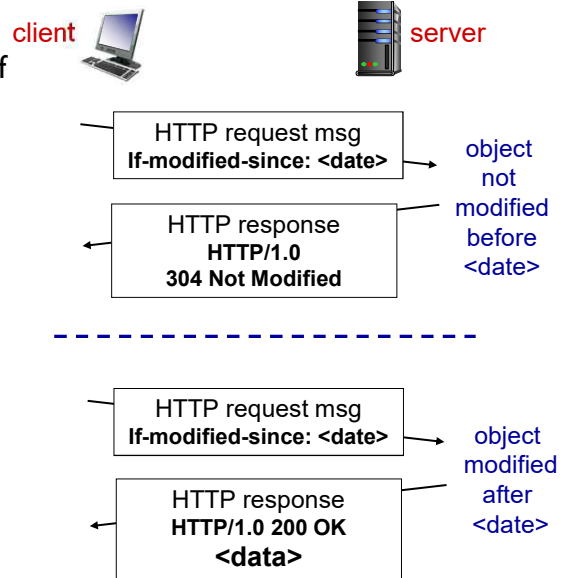 client
server
f
HTTP request msg
If-modified-since: <date>
object
not
modified
before
<date>
HTTP response
HTTP/1.0
304 Not Modified
HTTP request msg
If-modified-since: <date>
object
modified
after
<date>
HTTP response
HTTP/1.0 200 OK
<data>